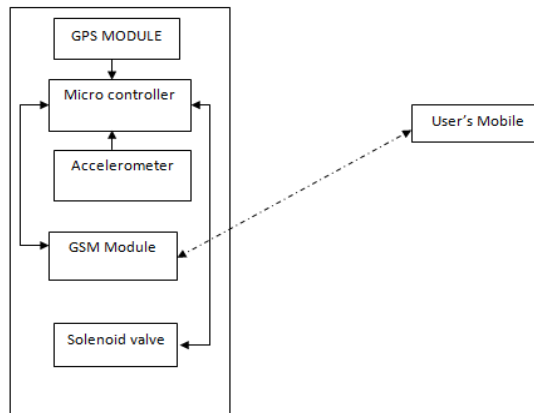 GPS MODULE
Micro controller
User's Mobile
Accelerometer
GSM Module
Solenoid valve